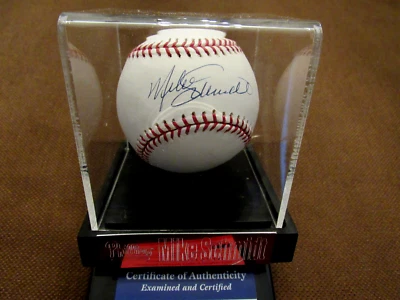 Mike Schmidt
Mike Schmidt
Certificate of Authenticity
Examined and Certified